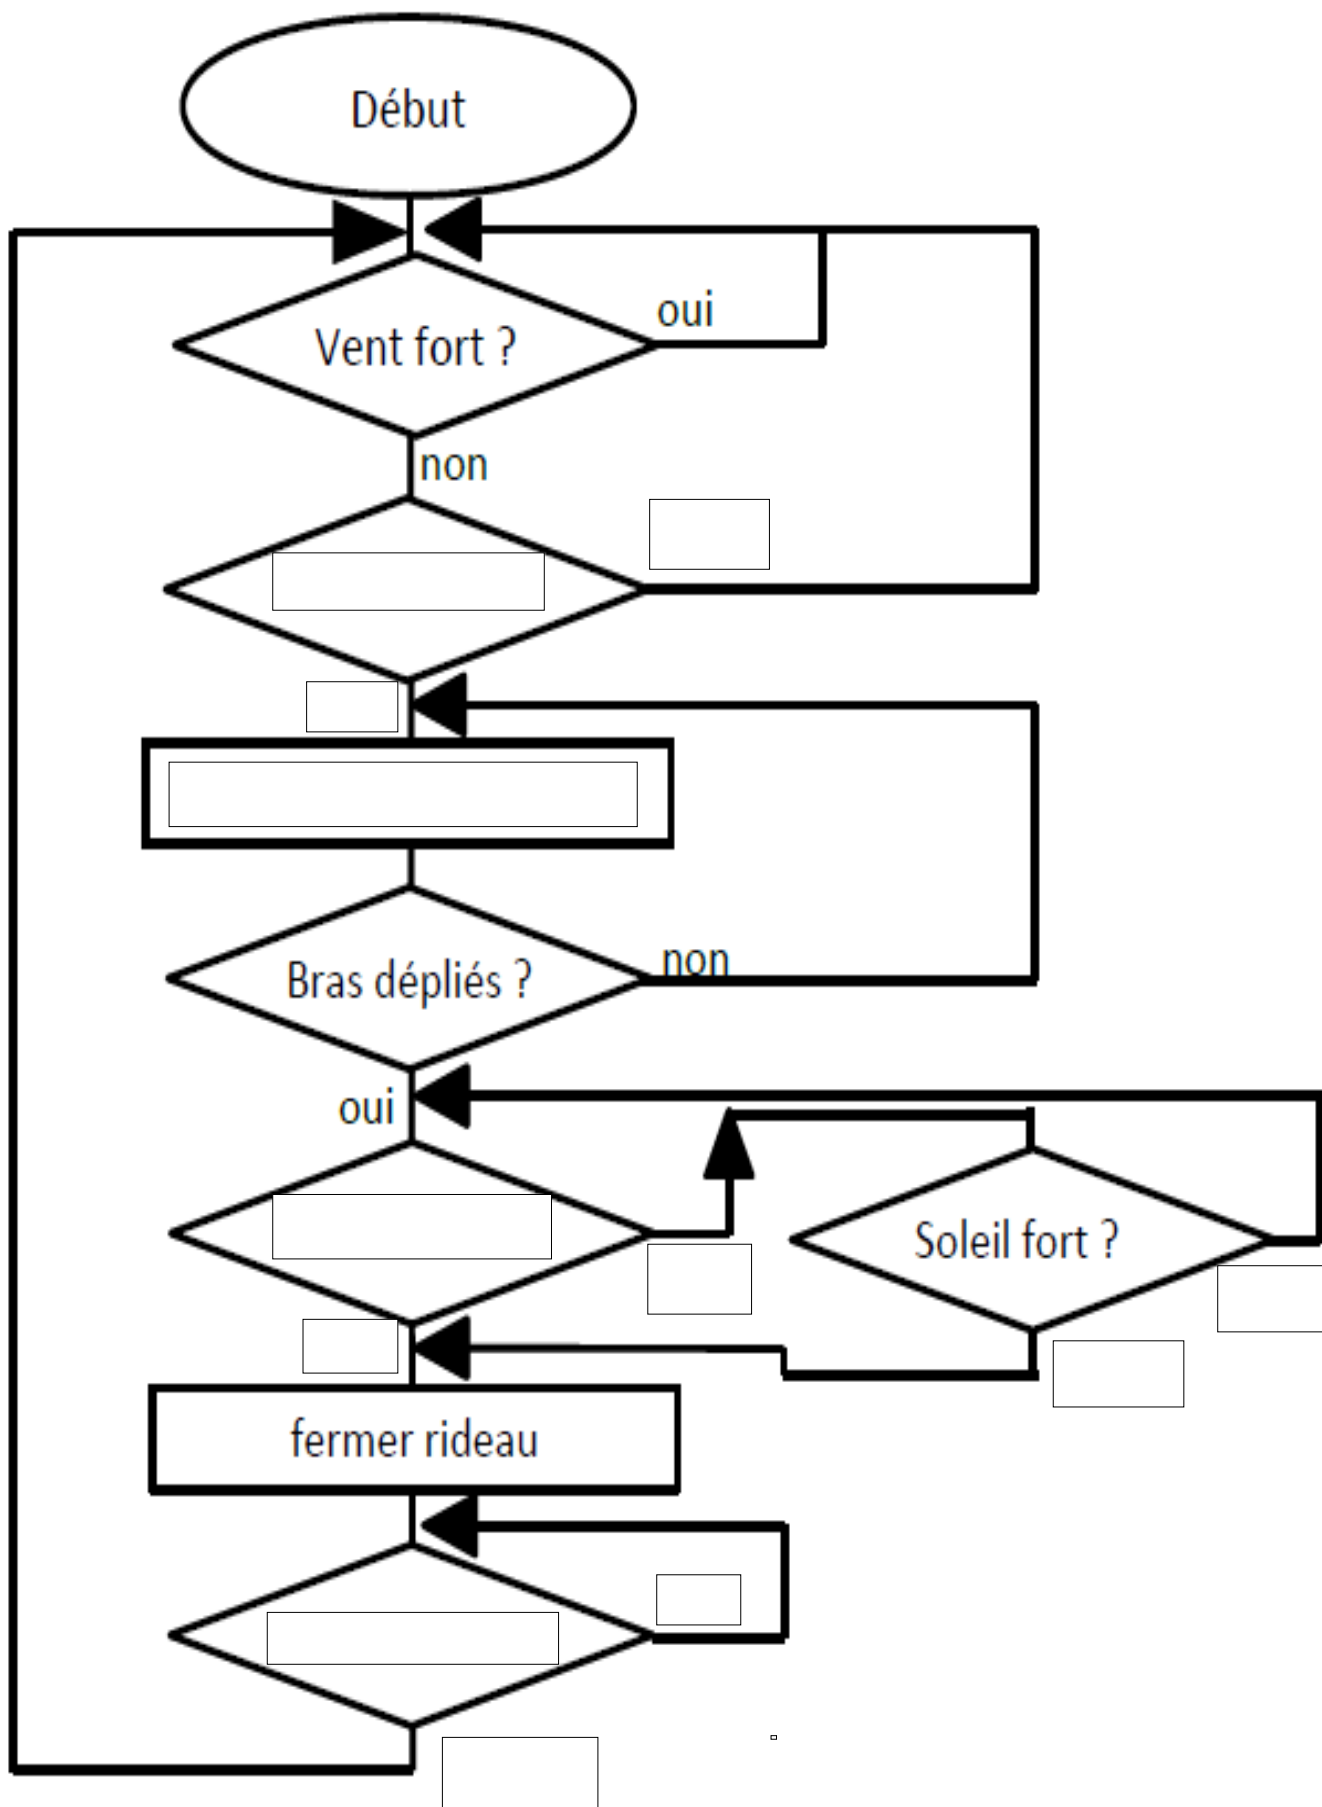 Début
oui
Vent fort ?
non
Bras dépliés ?
non
oui
Soleil fort ?
fermer rideau